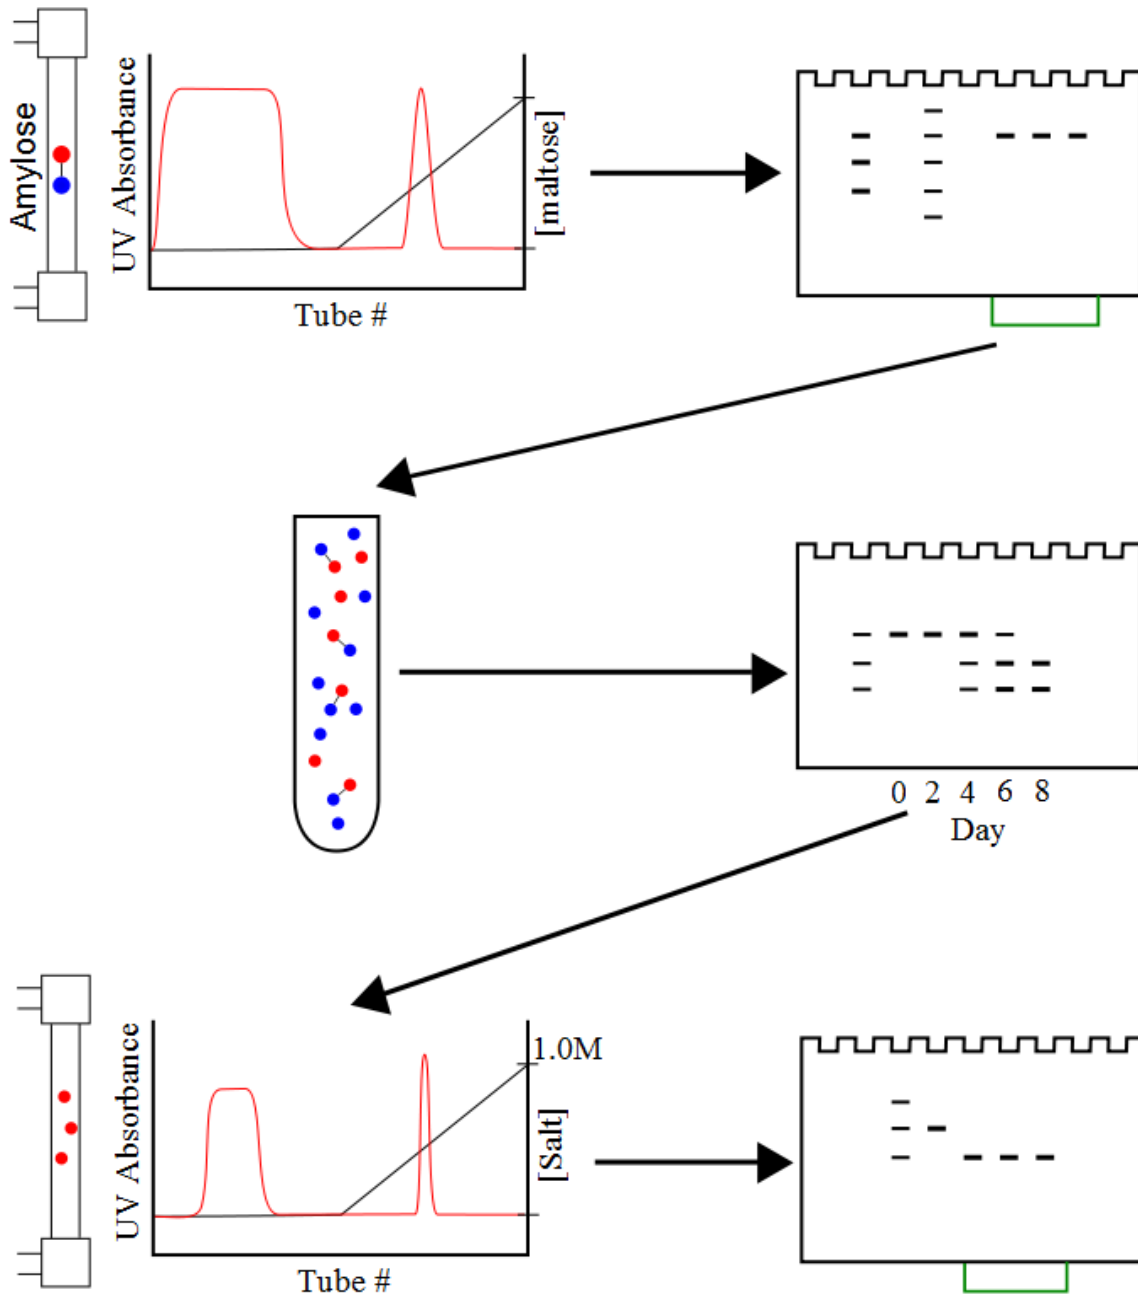 Amylose
UV Absorbance
[maltose]
Tube #
0 2 4 6 8
Day
UV Absorbance
1.0M
[Salt]
Tube #